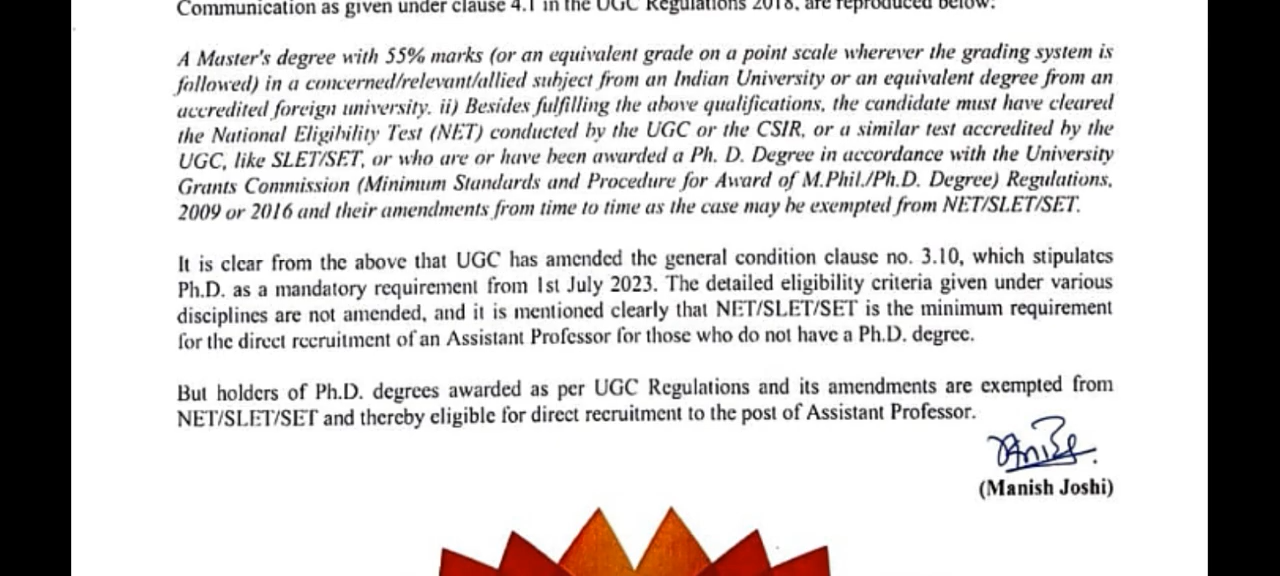 Communication as given under clause 4.1 in the UGC Regulations 2018, are reproduced below:
A Master's degree with 55% marks (or an equivalent grade on a point scale wherever the grading system is
followed) in a concerned/relevant/allied subject from an Indian University or an equivalent degree from an
accredited foreign university. ii) Besides fulfilling the above qualifications, the candidate must have cleared
the National Eligibility Test (NET) conducted by the UGC or the CSIR, or a similar test accredited by the
UGC, like SLET/SET, or who are or have been awarded a Ph. D. Degree in accordance with the University
Grants Commission (Minimum Standards and Procedure for Award of M.Phil./Ph.D. Degree) Regulations,
2009 or 2016 and their amendments from time to time as the case may be exempted from NET/SLET/SET.
It is clear from the above that UGC has amended the general condition clause no. 3.10, which stipulates
Ph.D. as a mandatory requirement from 1st July 2023. The detailed eligibility criteria given under various
disciplines are not amended, and it is mentioned clearly that NET/SLET/SET is the minimum requirement
for the direct recruitment of an Assistant Professor for those who do not have a Ph.D. degree.
But holders of Ph.D. degrees awarded as per UGC Regulations and its amendments are exempted from
NET/SLET/SET and thereby eligible for direct recruitment to the post of Assistant Professor.
(Manish Joshi)